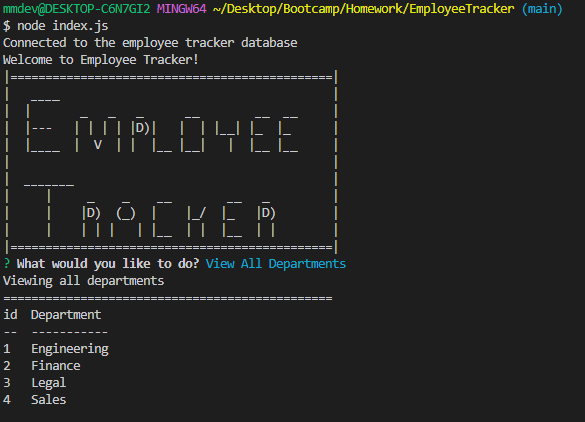 mmdev@DESKTOP-C6N7GI2 MINGW64 ~/Desktop/Bootcamp/Homework/EmployeeTracker (main)
$ node index.js
Connected to the employee tracker database
Welcome to Employee Tracker!
|==============================================|
|   ____                                       |
|  |       _   _   _      __        __  __     |
|  |---   | | | | |D)|   |  | |__| |_  |_      |
|  |____  |  V  | |  |__ |__|   |  |__ |__     |
|                                              |
|  _______                                     |
|     |     _    _    __        __   _         |
|     |    |D)  (_)  |    |_/  |_   |D)        |
|     |    | | |   | |__  | |  |__  | |        |
|==============================================|
? What would you like to do? View All Departments
Viewing all departments
===============================================
id  Department
--  -----------
1   Engineering
2   Finance
3   Legal
4   Sales